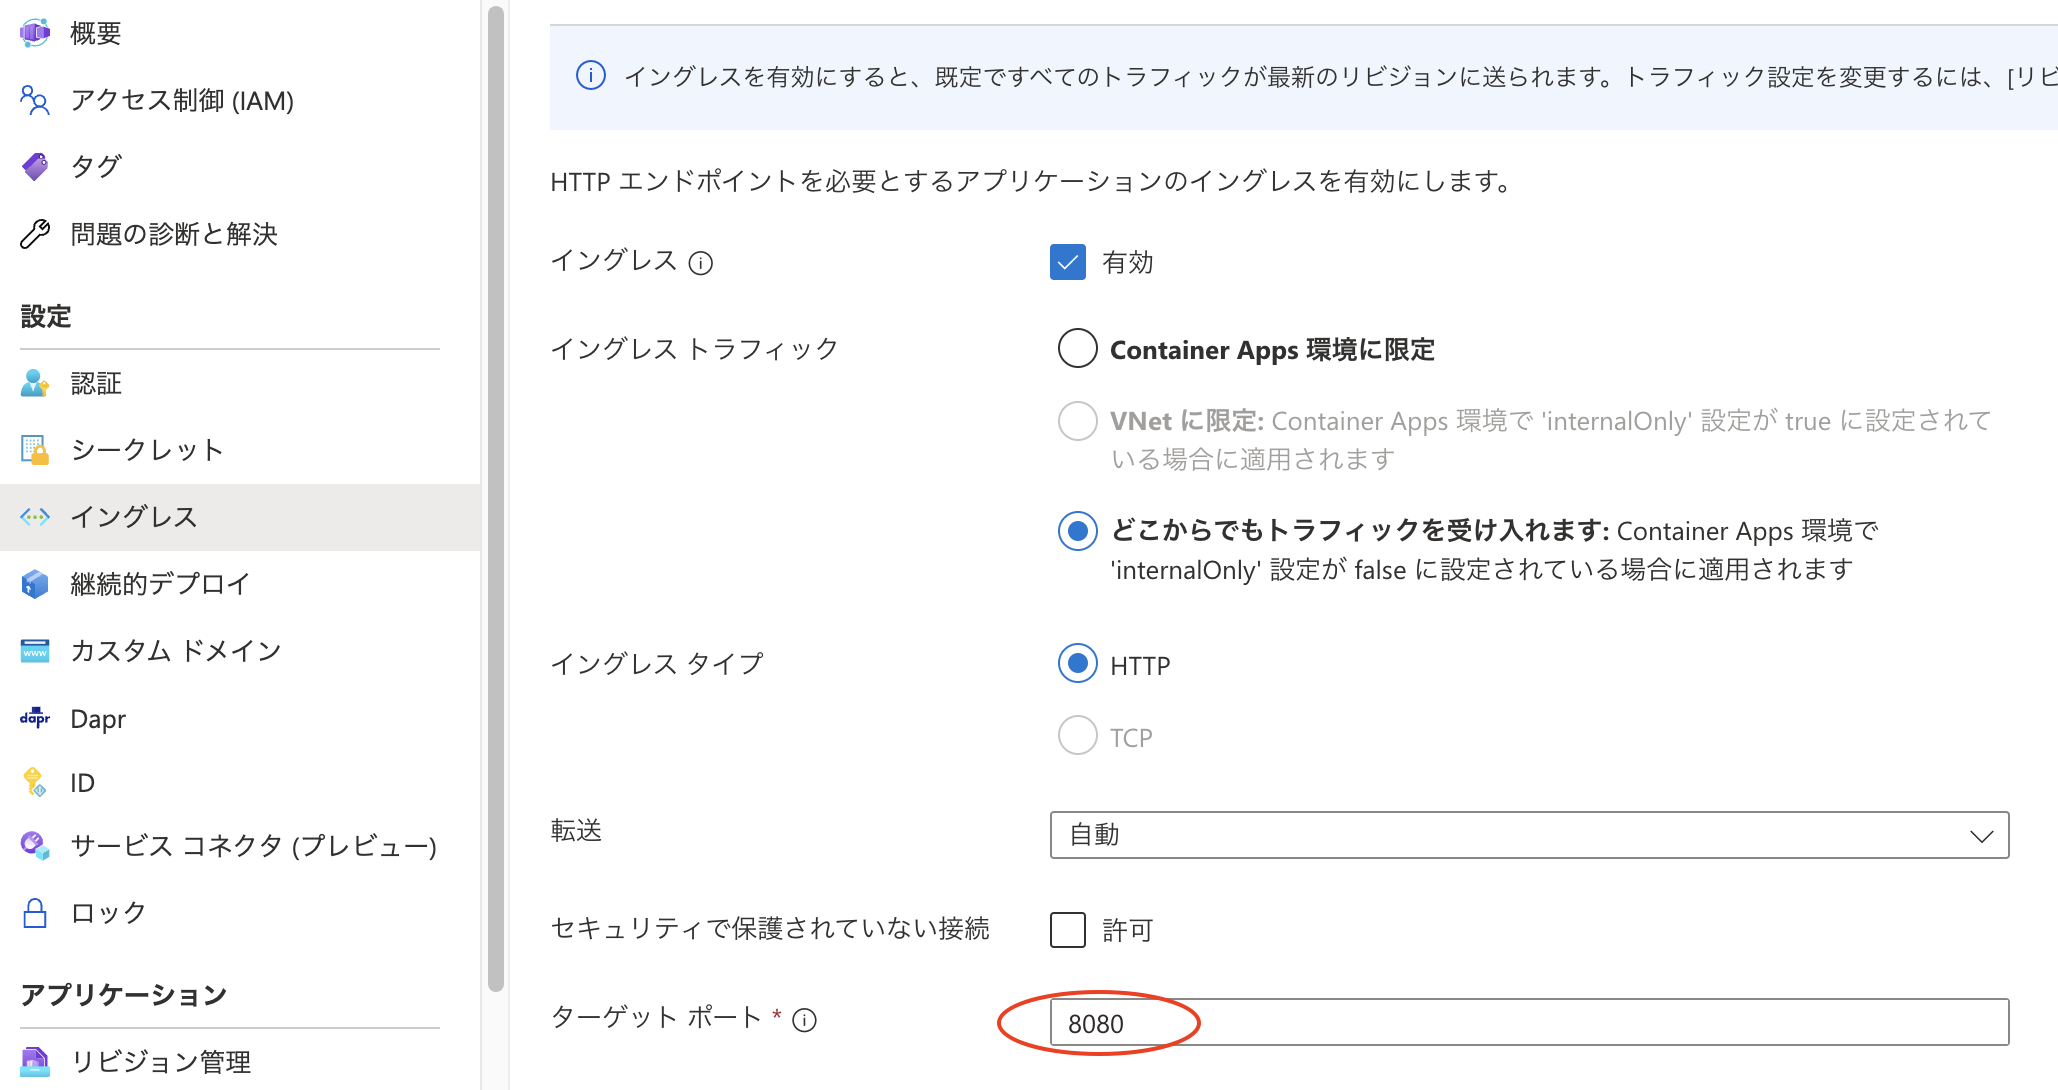 概要
アクセス制御 (IAM)
タグ
問題の診断と解決
設定
認証
シークレット
イングレス
継続的デプロイ
カスタム ドメイン
Dapr
ID
サービス コネクタ (プレビュー)
ロック
アプリケーション
リビジョン管理
イングレスを有効にすると、既定ですべてのトラフィックが最新のリビジョンに送られます。トラフィック設定を変更するには、[リビ
HTTP エンドポイントを必要とするアプリケーションのイングレスを有効にします。
イングレス
有効
イングレス トラフィック
Container Apps 環境に限定
VNet に限定: Container Apps 環境で 'internalOnly' 設定が true に設定されて
いる場合に適用されます
どこからでもトラフィックを受け入れます: Container Apps 環境で
'internalOnly' 設定が false に設定されている場合に適用されます
イングレス タイプ
HTTP
TCP
転送
自動
セキュリティで保護されていない接続
許可
ターゲット ポート *
8080